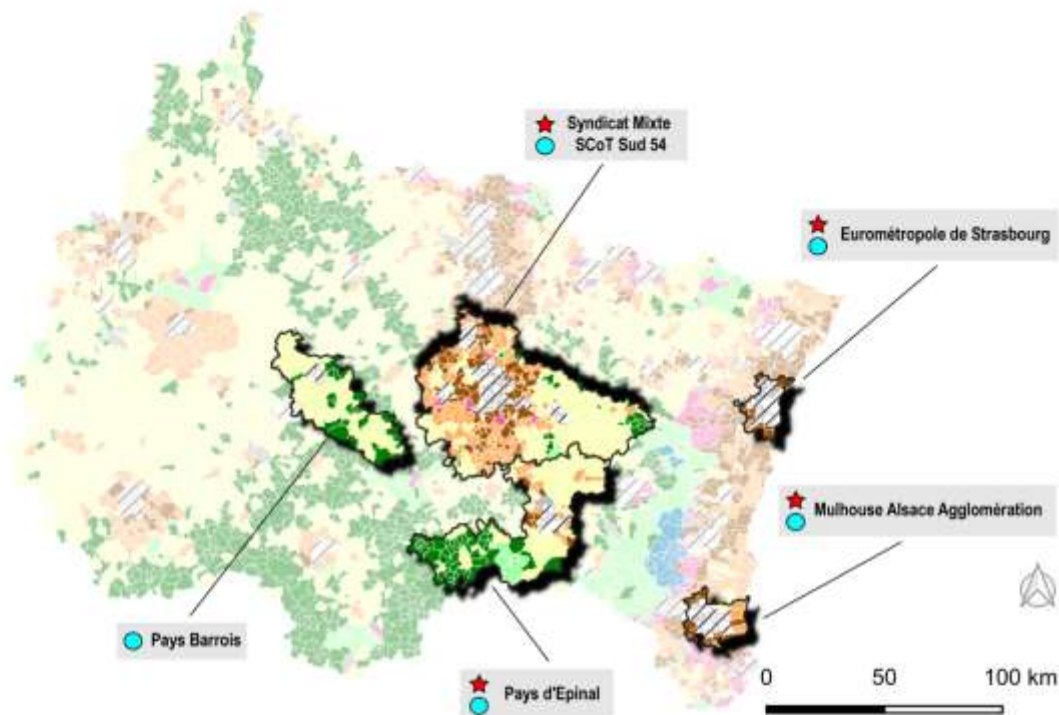 Syndicat Mixte
SCoT Sud 54
Eurométropole de Strasbourg
Mulhouse Alsace Agglomération
Pays Barrois
Pays d'Epinal
0 50 100 km